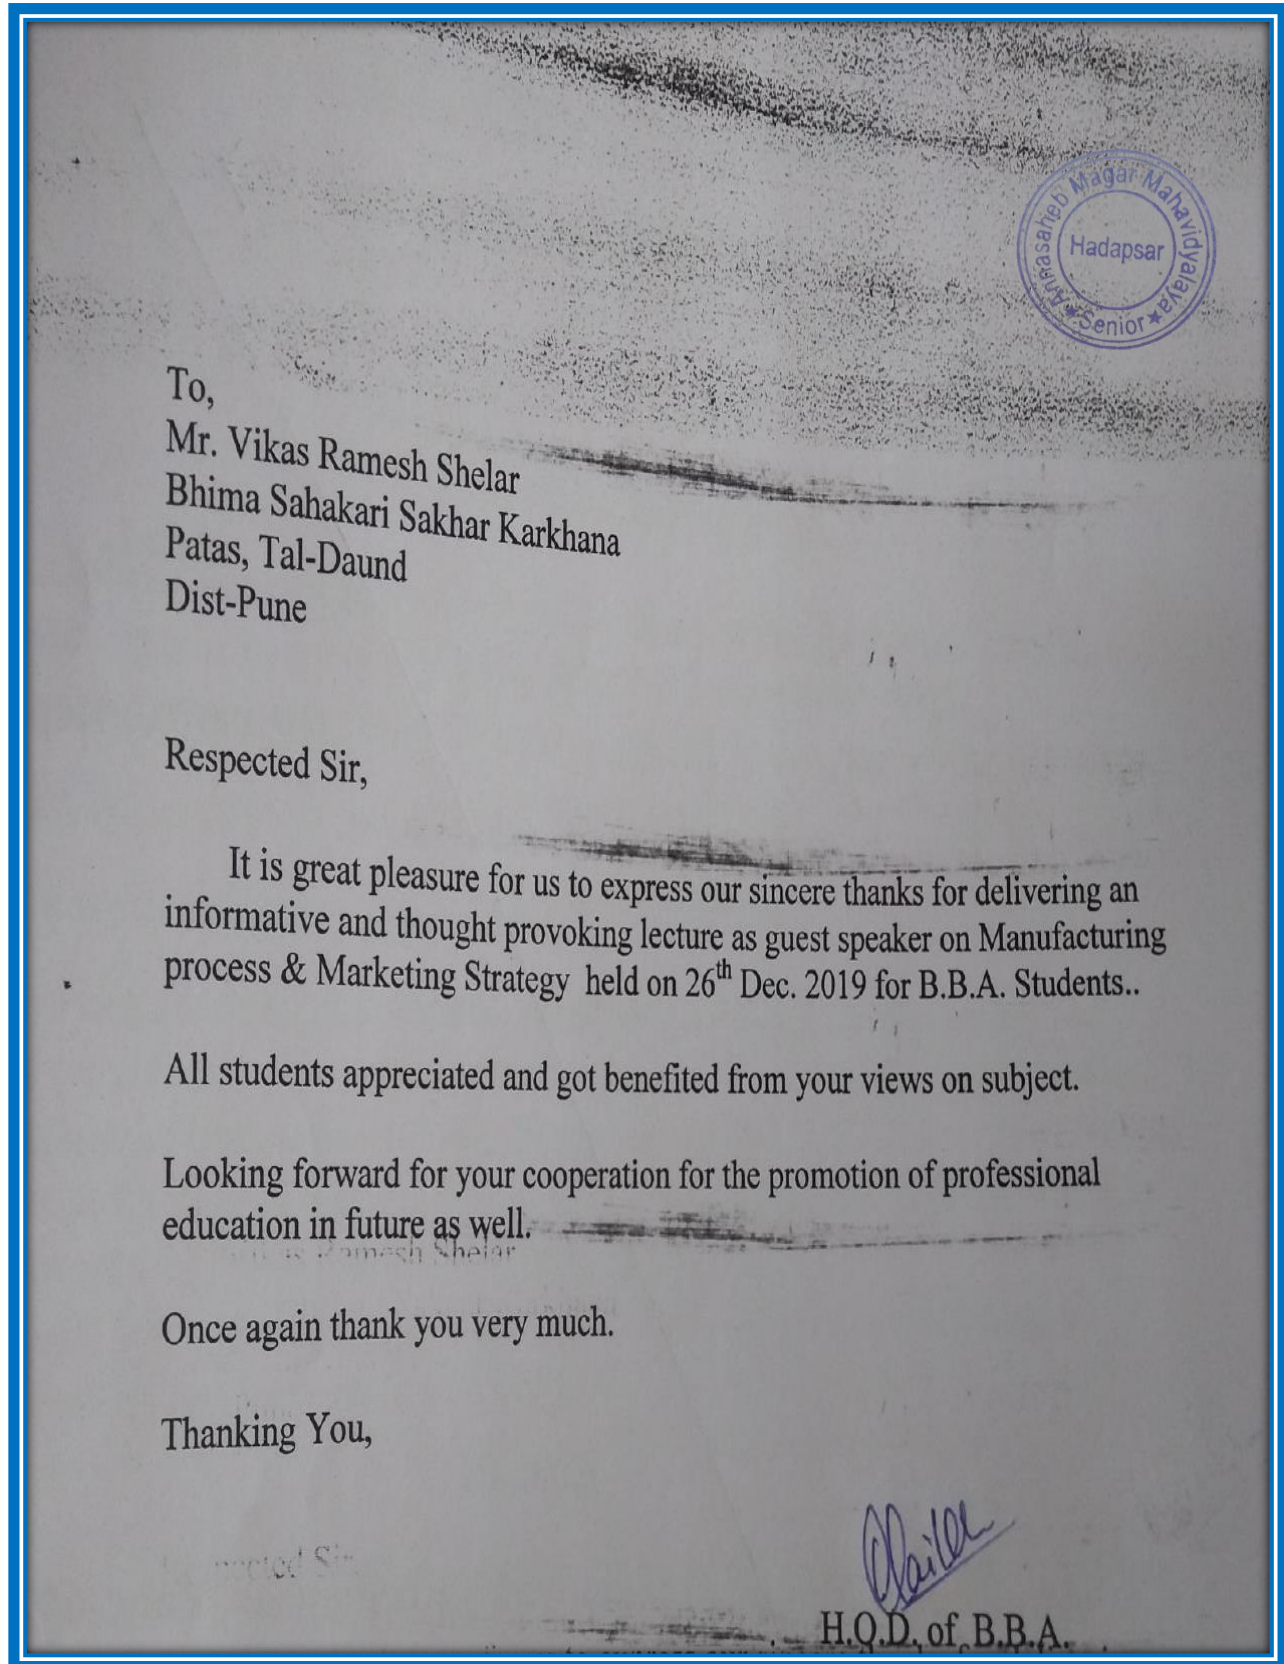 Annasaheb Magar Mahavidyalaya
Hadapsar
★ Senior ★
To,
Mr. Vikas Ramesh Shelar
Bhima Sahakari Sakhar Karkhana
Patas, Tal-Daund
Dist-Pune
Respected Sir,
It is great pleasure for us to express our sincere thanks for delivering an
informative and thought provoking lecture as guest speaker on Manufacturing
process & Marketing Strategy held on 26th Dec. 2019 for B.B.A. Students..
All students appreciated and got benefited from your views on subject.
Looking forward for your cooperation for the promotion of professional
education in future as well.
Ramesh Shelar
Once again thank you very much.
Thanking You,
H.O.D. of B.B.A.